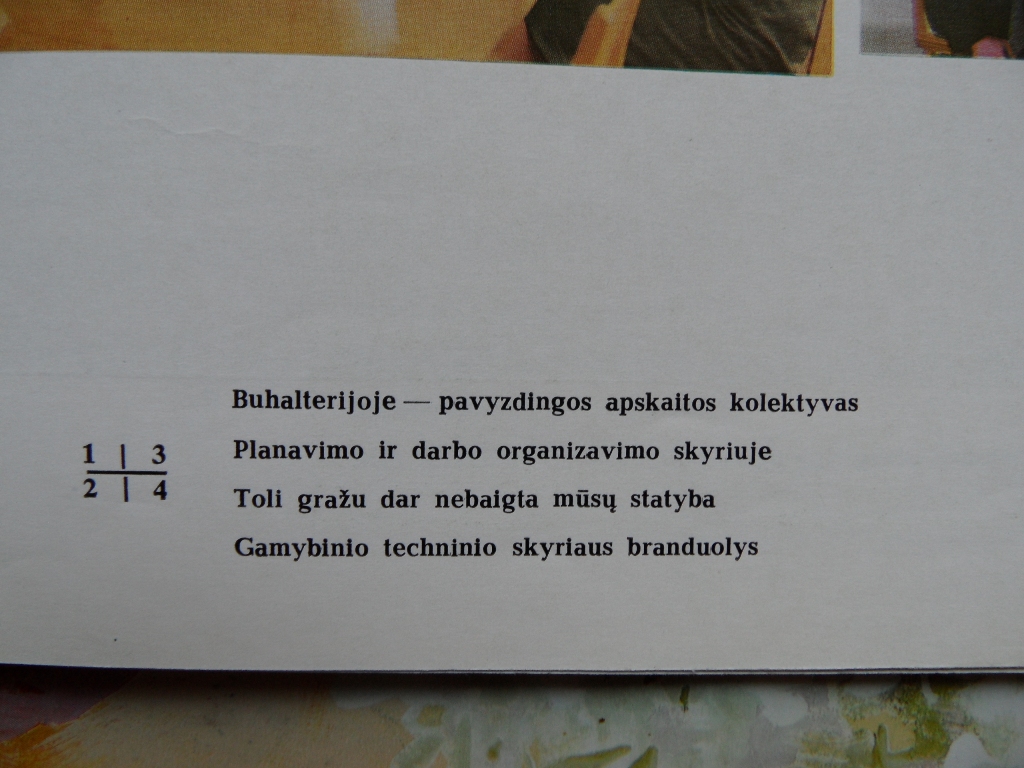 Buhalterijoje — pavyzdingos apskaitos kolektyvas
1 | 3
Planavimo ir darbo organizavimo skyriuje
2 | 4
Toli gražu dar nebaigta mūsų statyba
Gamybinio techninio skyriaus branduolys